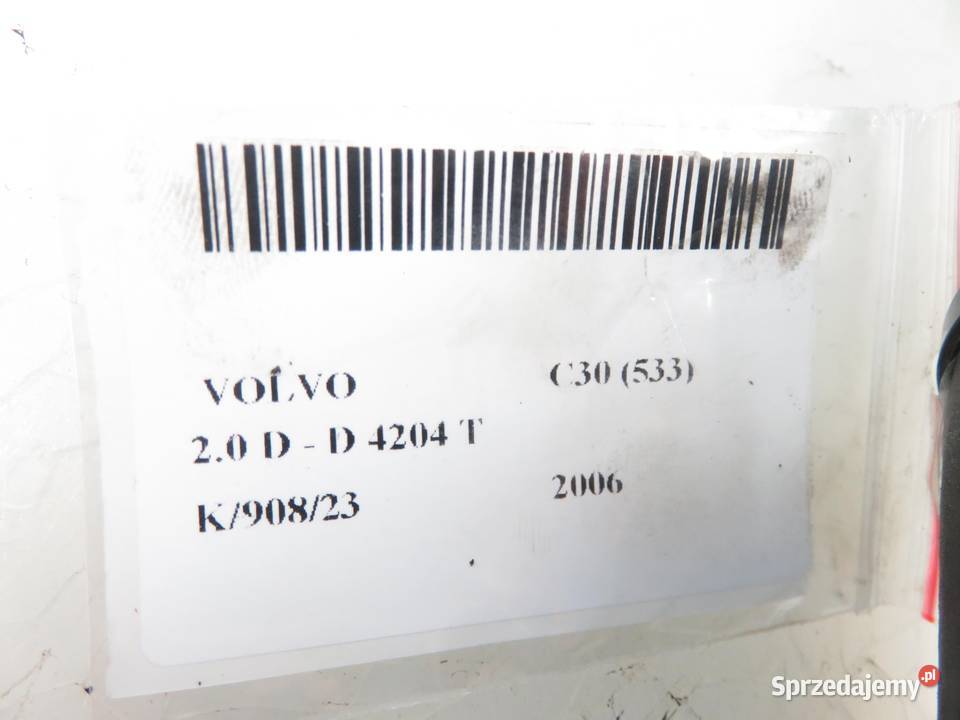 VOLVO C30 (533)
2.0 D - D 4204 T
K/908/23 2006
Sprzedajemy.pl